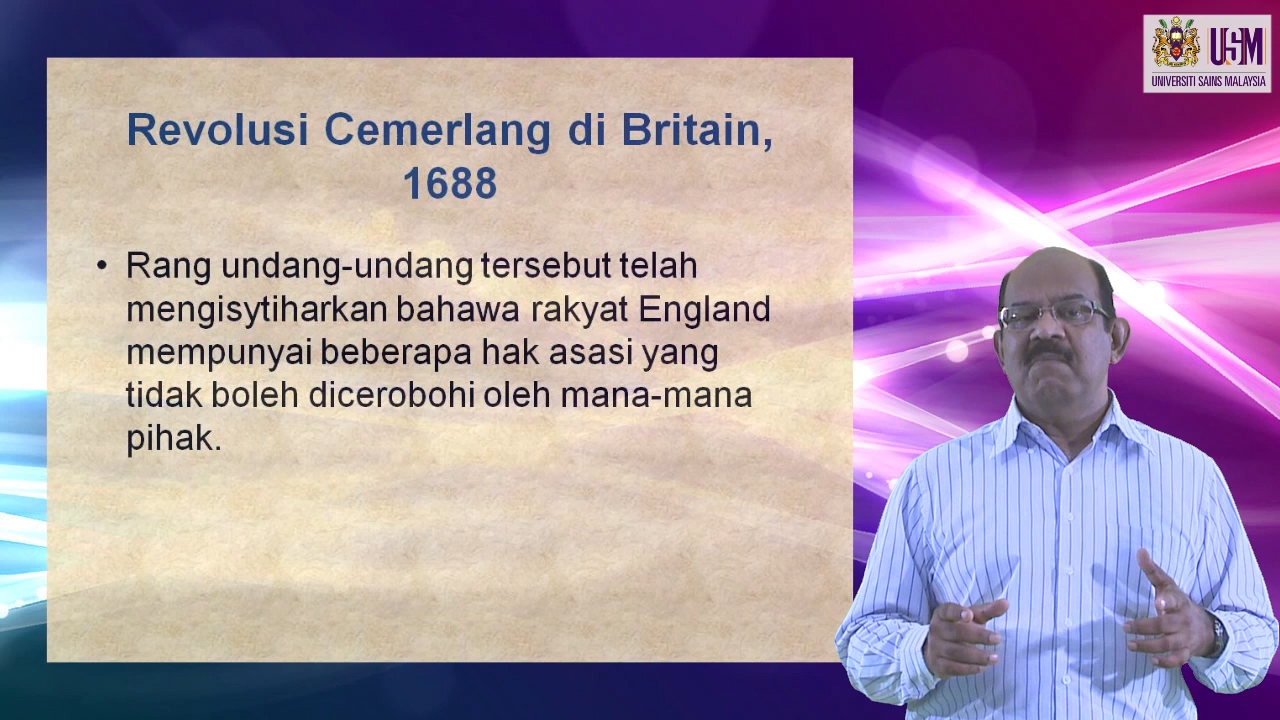 USM
UNIVERSITI SAINS MALAYSIA
Revolusi Cemerlang di Britain,
1688
• Rang undang-undang tersebut telah
mengisytiharkan bahawa rakyat England
mempunyai beberapa hak asasi yang
tidak boleh dicerobohi oleh mana-mana
pihak.